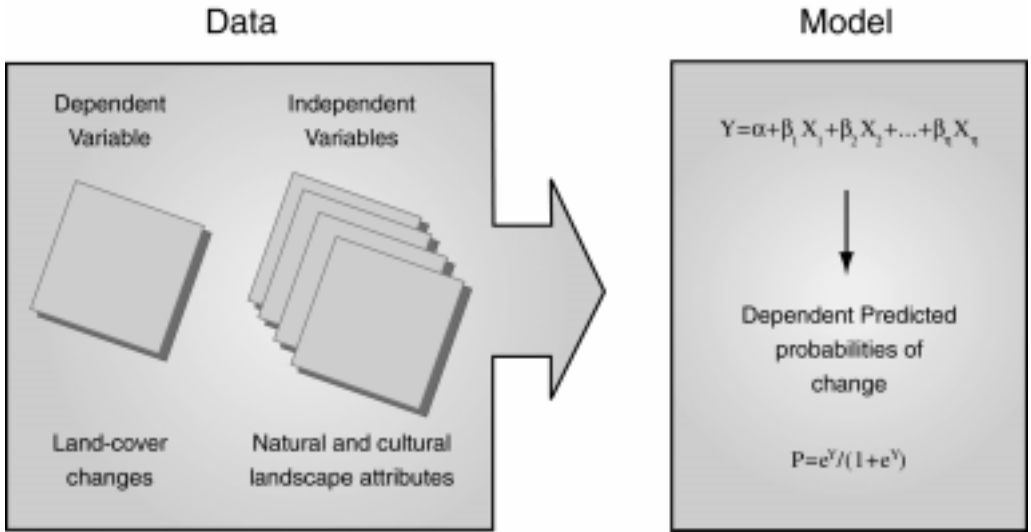 Data
Dependent
Variable
Independent
Variables
Land-cover
changes
Natural and cultural
landscape attributes
Model
Y=α+β₁X₁+β₂X₂+...+βηXη
Dependent Predicted
probabilities of
change
P=eʸ/(1+eʸ)